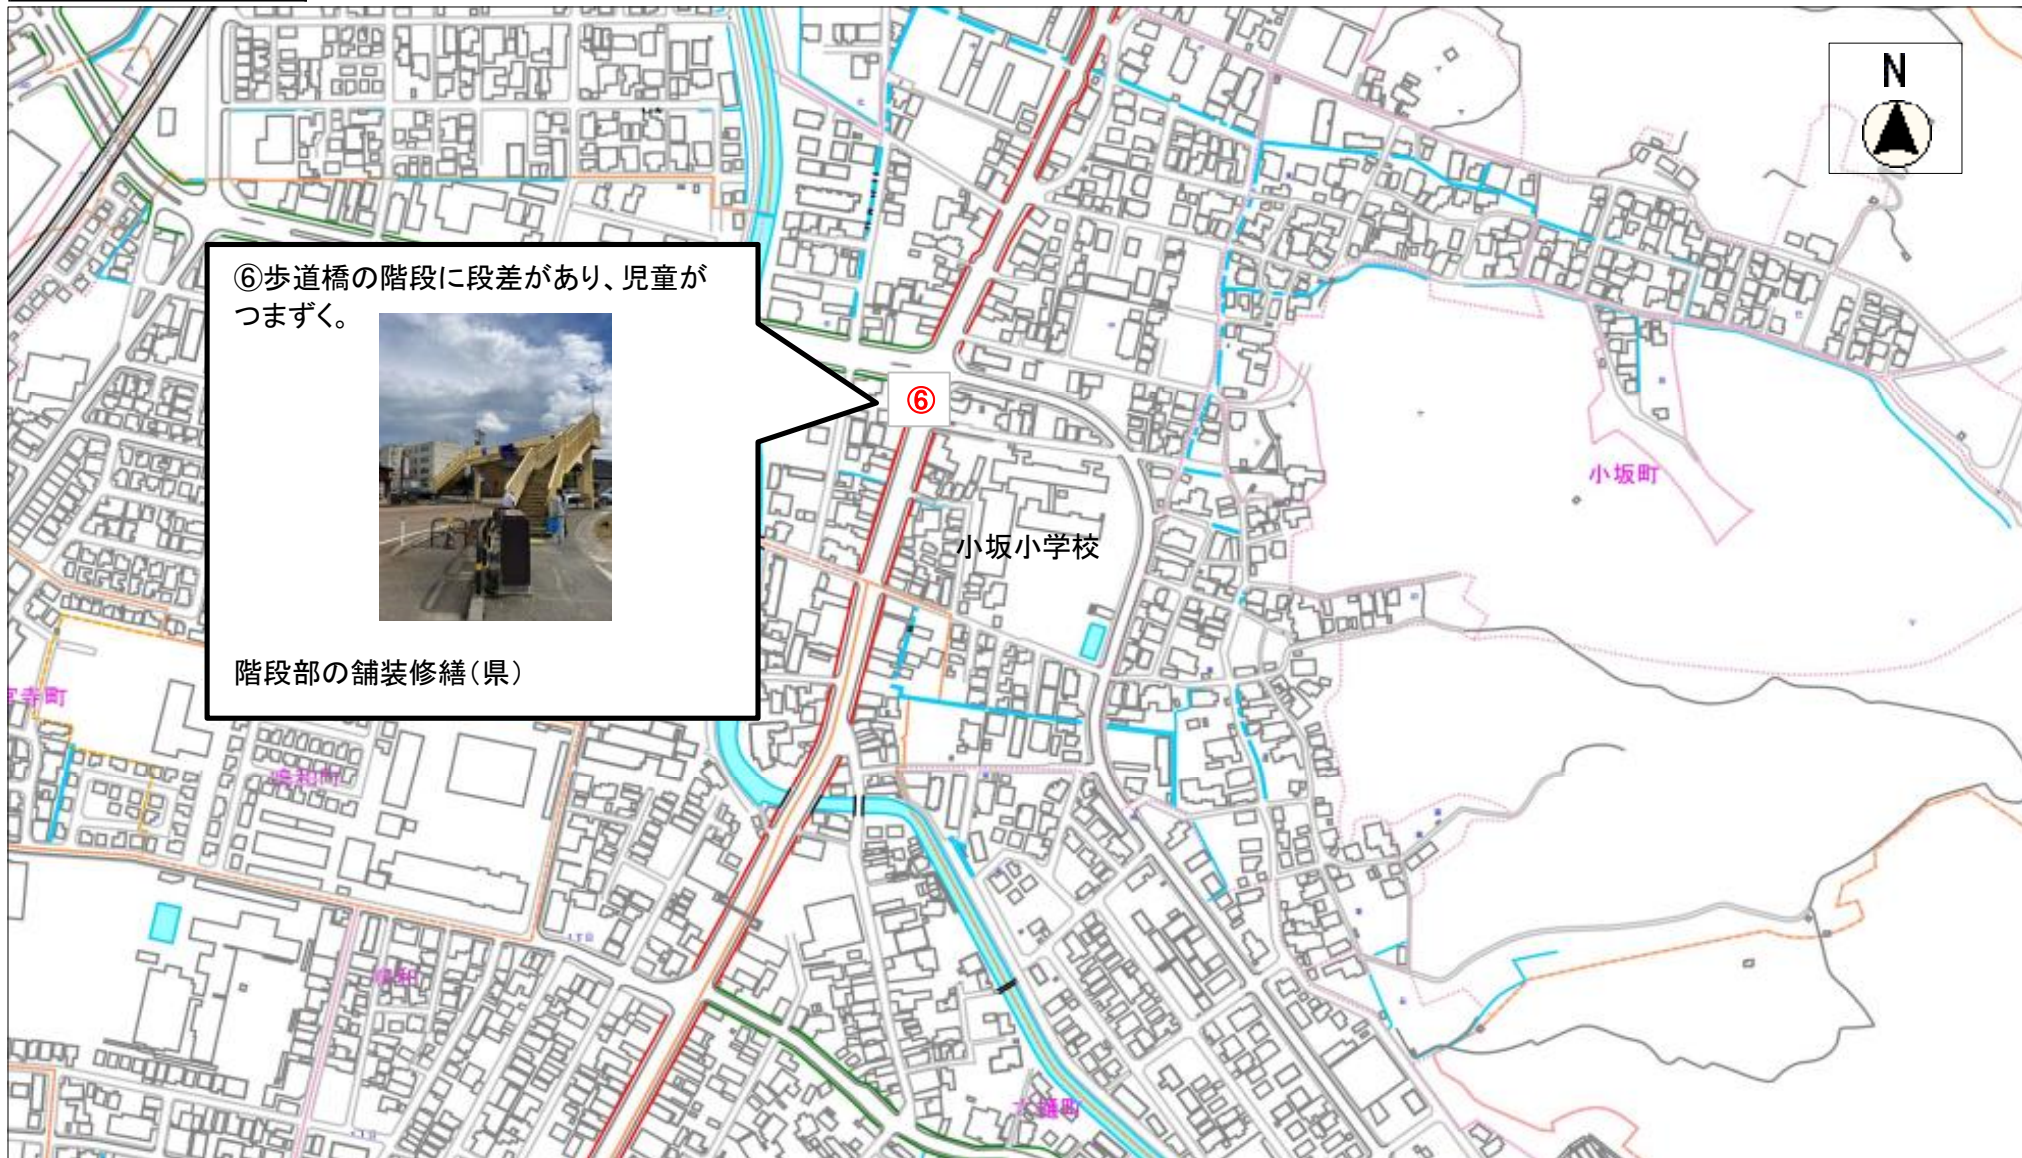 N
⑥歩道橋の階段に段差があり、児童が
つまずく。
⑥
小坂町
小坂小学校
階段部の舗装修繕(県)
寺町